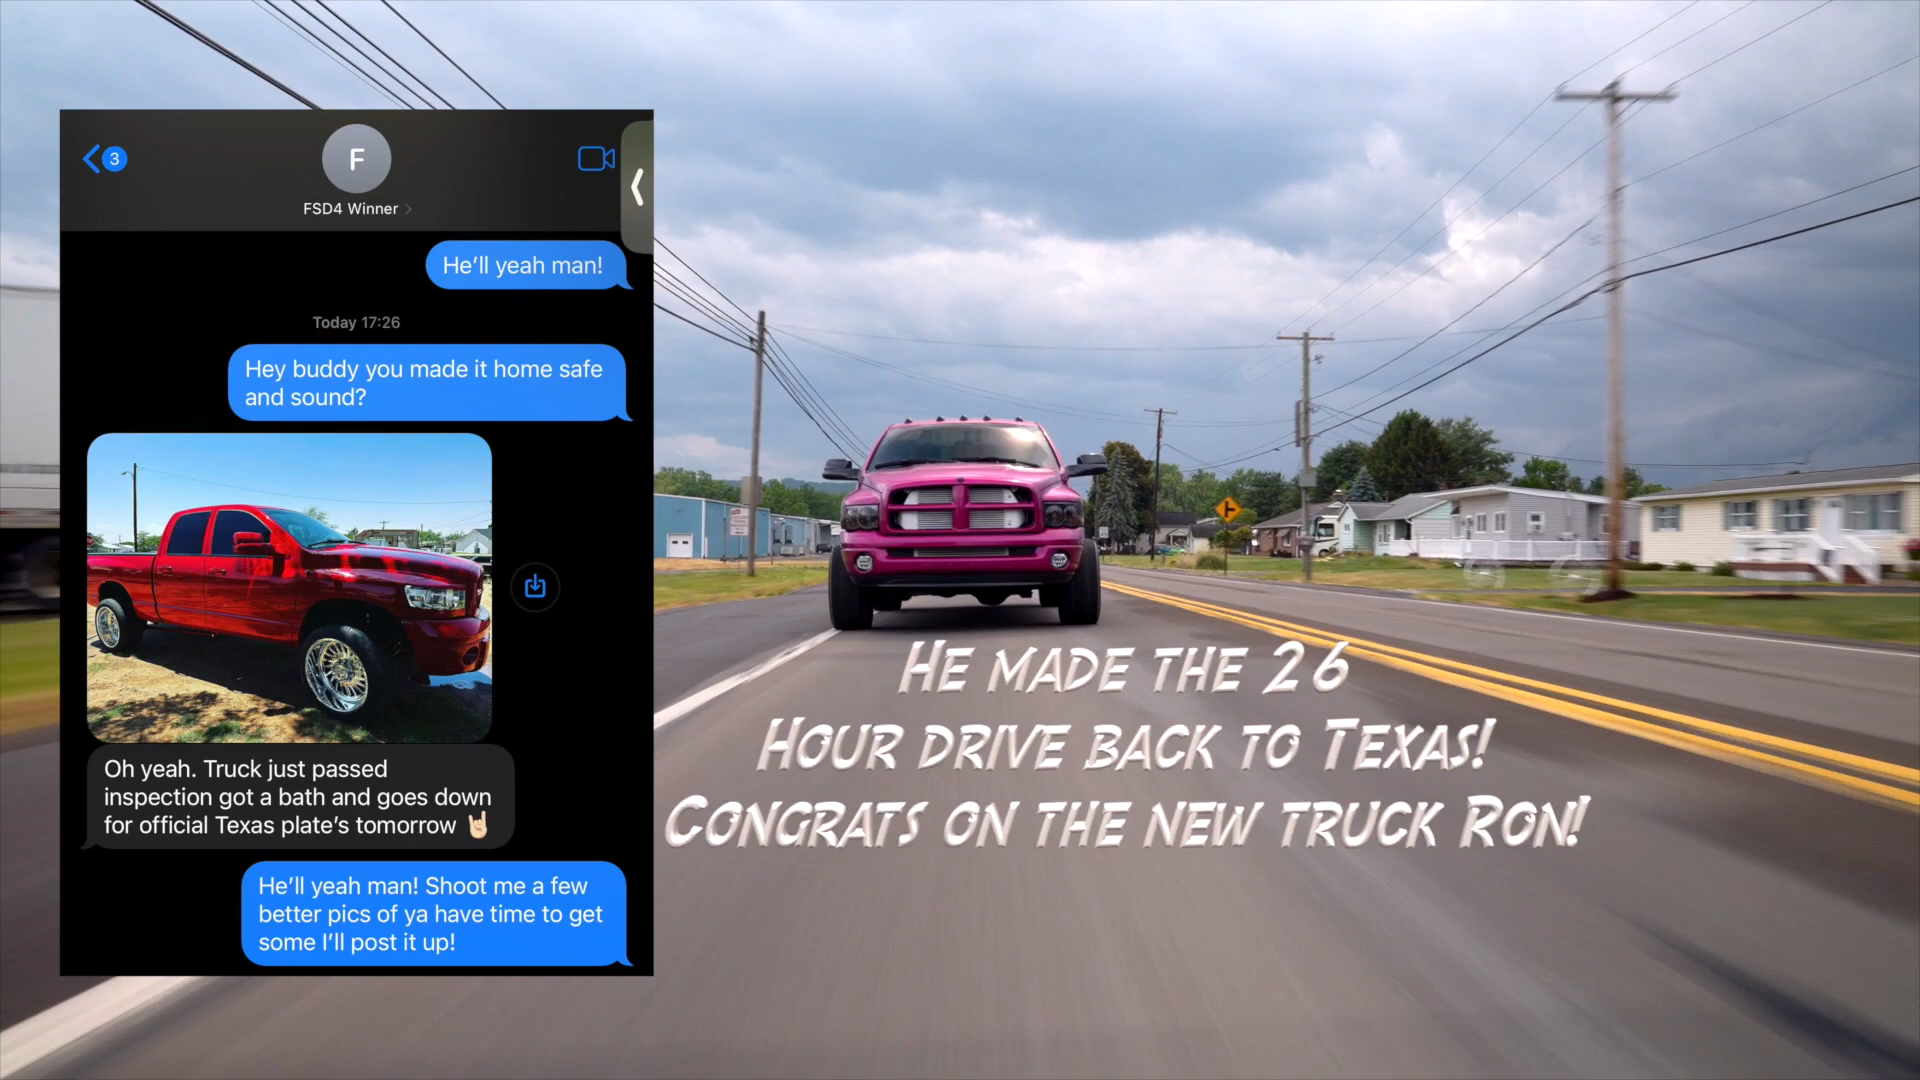 3
F
FSD4 Winner
He'll yeah man!
Today 17:26
Hey buddy you made it home safe
and sound?
Oh yeah. Truck just passed
inspection got a bath and goes down
for official Texas plate's tomorrow 🤘🏻
He'll yeah man! Shoot me a few
better pics of ya have time to get
some I'll post it up!
He made the 26
Hour drive back to Texas!
Congrats on the new truck Ron!